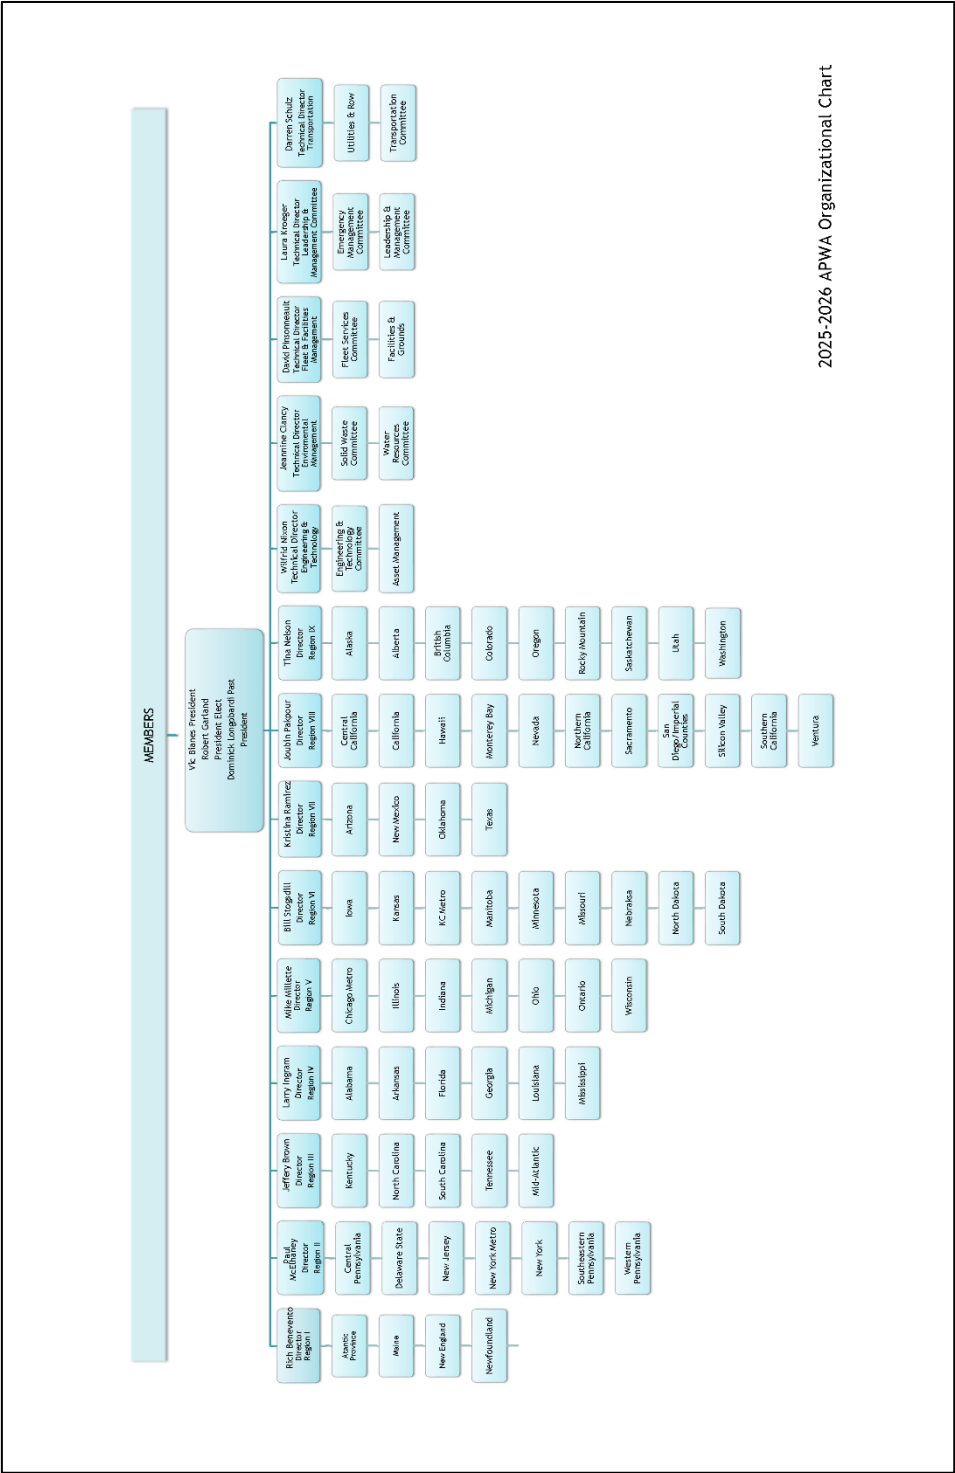 MEMBERS
Vic Bianes President
Robert Garland
President Elect
Dominick Longobardi Past
President
Rich Benevento
Director
Region I
Atantic
Province
Maine
New England
Newfoundland
Paul
McElhaney
Director
Region II
Central
Pennsylvania
Delaware State
New Jersey
New York Metro
New York
Southeastern
Pennsylvania
Western
Pennsylvania
Jeffery Brown
Director
Region III
Kentucky
North Carolina
South Carolina
Tennessee
Mid-Atlantic
Larry Ingram
Director
Region IV
Alabama
Arkansas
Florida
Georgia
Louisiana
Mississippi
Mike Millette
Director
Region V
Chicago Metro
Illinois
Indiana
Michigan
Ohio
Ontario
Wisconsin
Bill Stogsdill
Director
Region VI
Iowa
Kansas
KC Metro
Manitoba
Minnesota
Missouri
Nebraksa
North Dakota
South Dakota
Kristina Ramirez
Director
Region VII
Arizona
New Mexico
Oklahoma
Texas
Joubin Pakpour
Director
Region VIII
Central
California
California
Hawaii
Monterey Bay
Nevada
Northern
California
Sacramento
San
Diego/Imperial
Counties
Silicon Valley
Southern
California
Ventura
Tina Nelson
Director
Region IX
Alaska
Alberta
British
Columbia
Colorado
Oregon
Rocky Mountain
Saskatchewan
Utah
Washington
Wilfrid Nixon
Technical Director
Engineering &
Technology
Engineering &
Technology
Committee
Asset Management
Jeannine Clancy
Technical Director
Enviromental
Management
Solid Waste
Committee
Water
Resources
Committee
David Pinsonneault
Technical Director
Fleet & Facilities
Management
Fleet Services
Committee
Facilities &
Grounds
Laura Kroeger
Technical Director
Leadership &
Management Committee
Emergency
Management
Committee
Leadership &
Management
Committee
Darren Schulz
Technical Director
Transportation
Utilities & Row
Transportation
Committee
2025-2026 APWA Organizational Chart